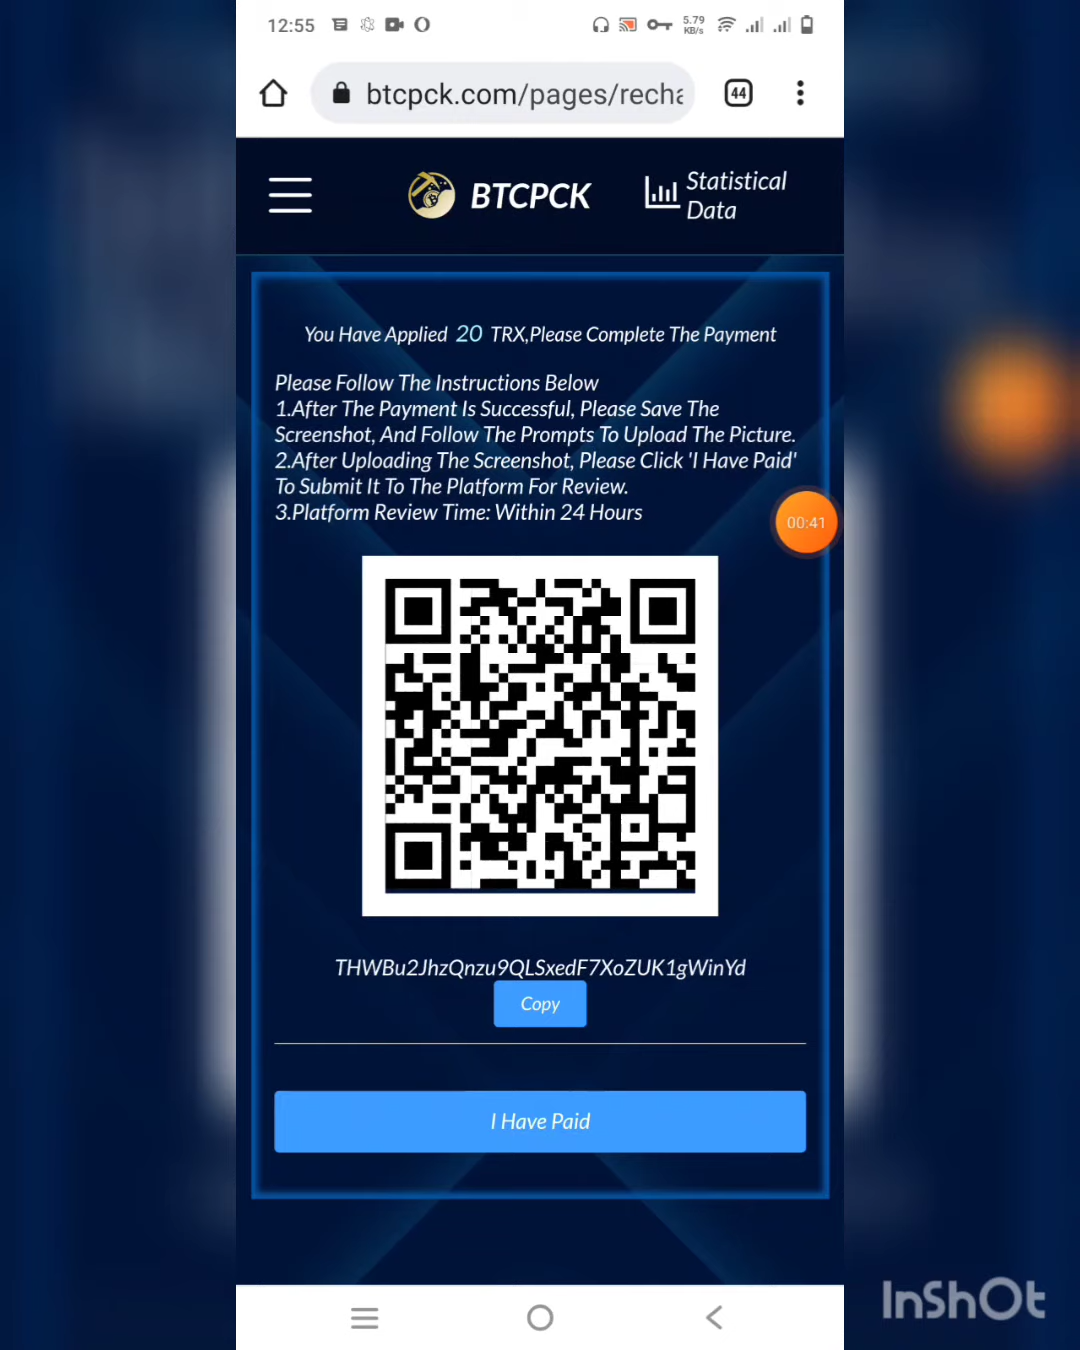 12:55
5.79
KB/s
btcpck.com/pages/recha
44
BTCPCK
Statistical
Data
You Have Applied 20 TRX,Please Complete The Payment
Please Follow The Instructions Below
1.After The Payment Is Successful, Please Save The
Screenshot, And Follow The Prompts To Upload The Picture.
2.After Uploading The Screenshot, Please Click 'I Have Paid'
To Submit It To The Platform For Review.
3.Platform Review Time: Within 24 Hours
00:41
THWBu2JhzQnzu9QLSxedF7XoZUK1gWinYd
Copy
I Have Paid
InShOt